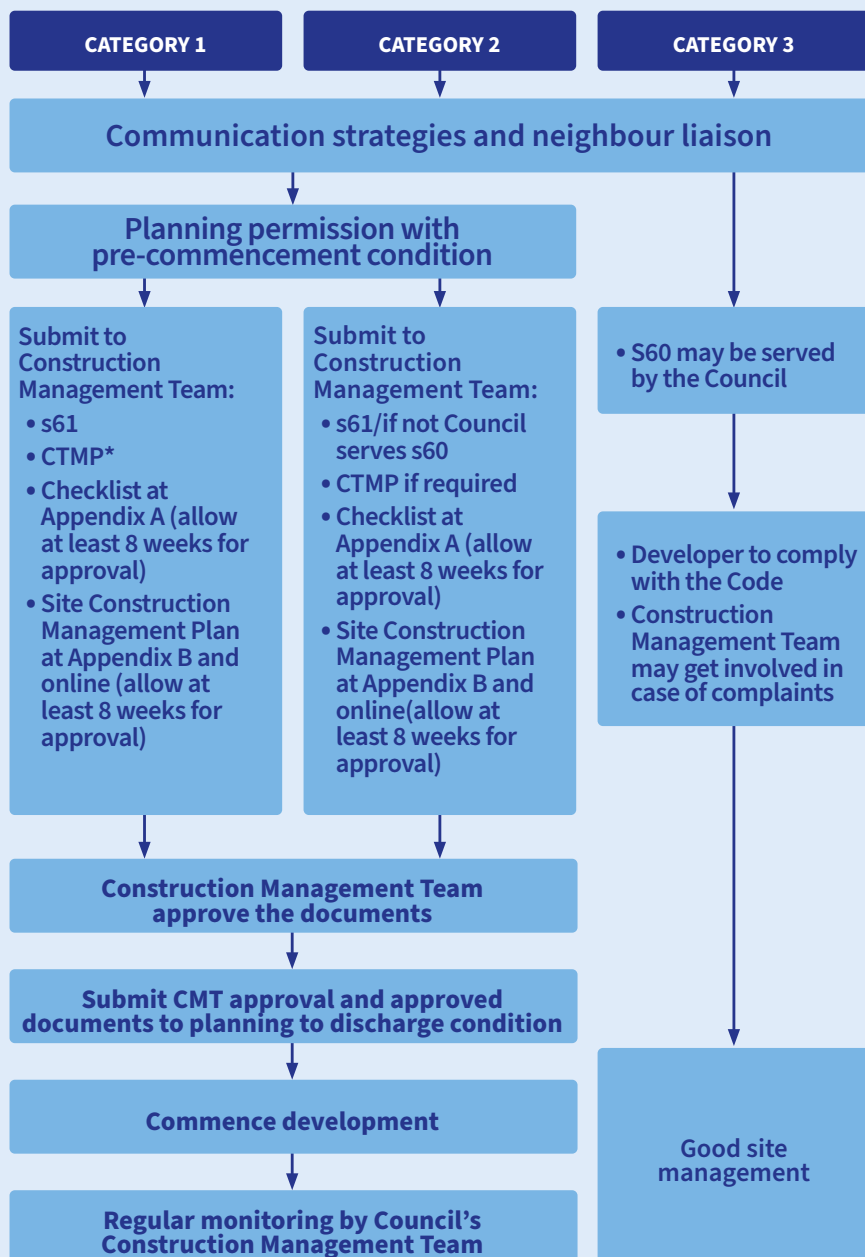 CATEGORY 1
CATEGORY 2
CATEGORY 3
Communication strategies and neighbour liaison
Planning permission with
pre-commencement condition
Submit to
Construction
Management Team:
• s61
• CTMP*
• Checklist at
Appendix A (allow
at least 8 weeks for
approval)
• Site Construction
Management Plan
at Appendix B and
online (allow at
least 8 weeks for
approval)
Submit to
Construction
Management Team:
• s61/if not Council
serves s60
• CTMP if required
• Checklist at
Appendix A (allow
at least 8 weeks for
approval)
• Site Construction
Management Plan
at Appendix B and
online(allow at
least 8 weeks for
approval)
• S60 may be served
by the Council
• Developer to comply
with the Code
• Construction
Management Team
may get involved in
case of complaints
Construction Management Team
approve the documents
Submit CMT approval and approved
documents to planning to discharge condition
Commence development
Regular monitoring by Council's
Construction Management Team
Good site
management